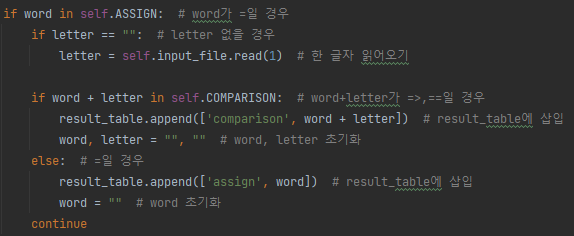 if word in self.ASSIGN:  # word가 =일 경우
    if letter == "":  # letter 없을 경우
        letter = self.input_file.read(1)  # 한 글자 읽어오기

    if word + letter in self.COMPARISON:  # word+letter가 =>,==일 경우
        result_table.append(['comparison', word + letter])  # result_table에 삽입
        word, letter = "", ""  # word, letter 초기화
    else:  # =일 경우
        result_table.append(['assign', word])  # result_table에 삽입
        word = ""  # word 초기화
    continue